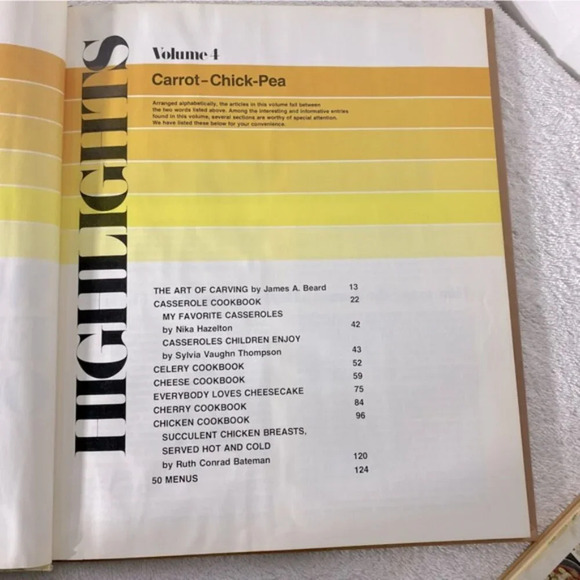 HIGHLIGHTS
Volume 4
Carrot-Chick-Pea
Arranged alphabetically, the articles in this volume fall between
the two words listed above. Among the interesting and informative entries
found in this volume, several sections are worthy of special attention.
We have listed these below for your convenience.
THE ART OF CARVING by James A. Beard 13
CASSEROLE COOKBOOK 22
MY FAVORITE CASSEROLES
by Nika Hazelton 42
CASSEROLES CHILDREN ENJOY
by Sylvia Vaughn Thompson 43
CELERY COOKBOOK 52
CHEESE COOKBOOK 59
EVERYBODY LOVES CHEESECAKE 75
CHERRY COOKBOOK 84
CHICKEN COOKBOOK 96
SUCCULENT CHICKEN BREASTS,
SERVED HOT AND COLD
by Ruth Conrad Bateman 120
50 MENUS 124